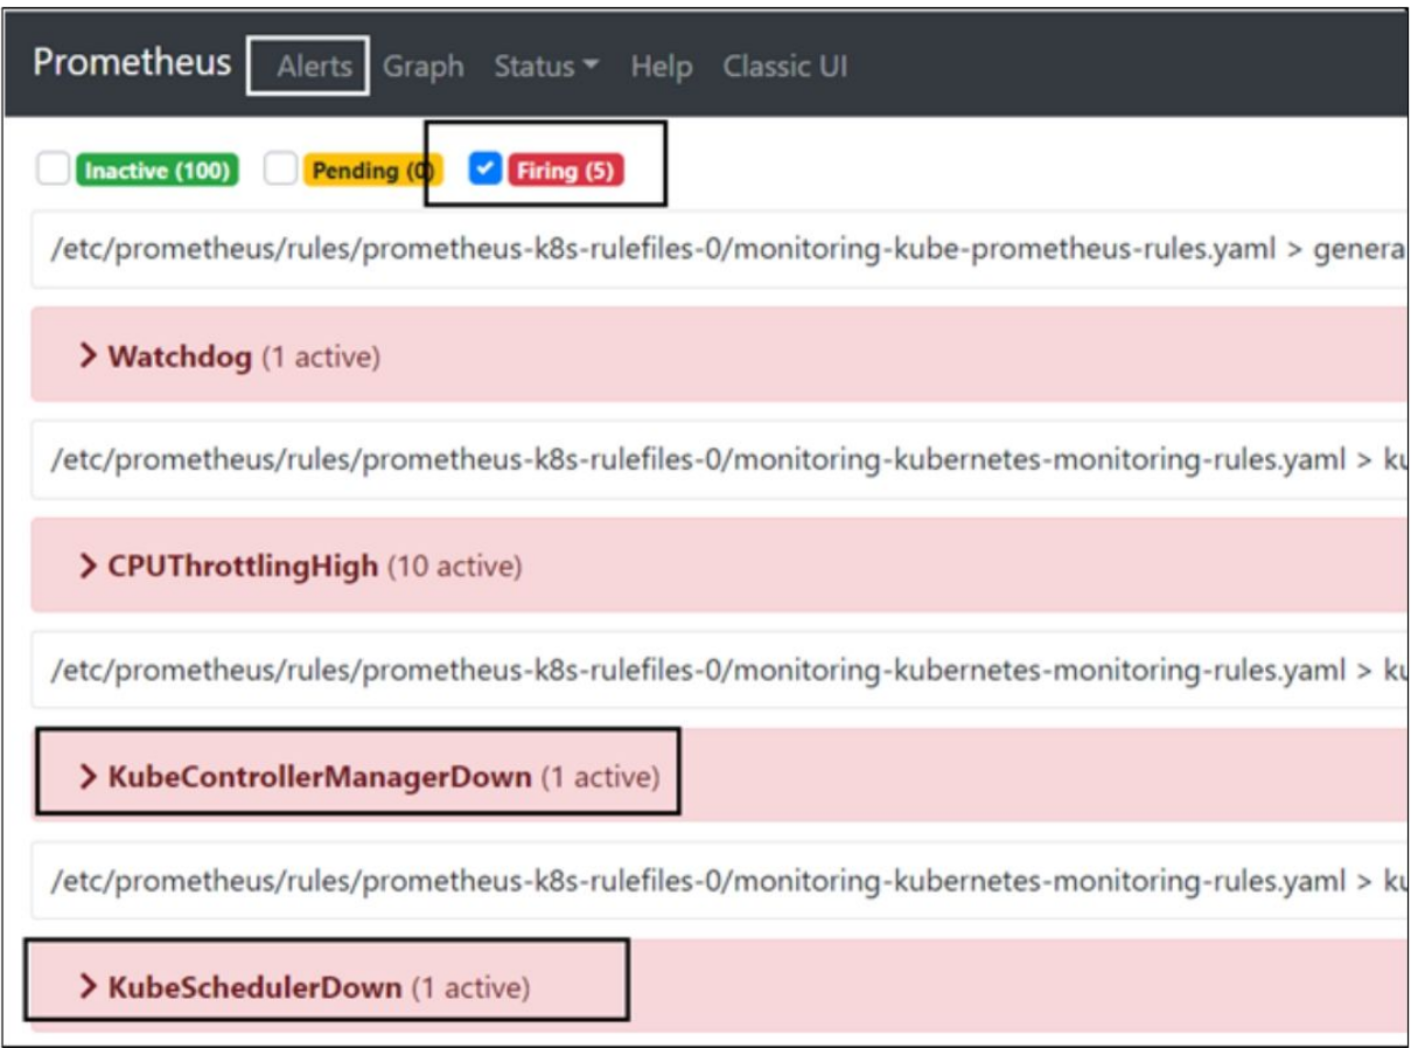 Prometheus Alerts Graph Status Help Classic UI
Inactive (100) Pending (0) Firing (5)
/etc/prometheus/rules/prometheus-k8s-rulefiles-0/monitoring-kube-prometheus-rules.yaml > genera
Watchdog (1 active)
/etc/prometheus/rules/prometheus-k8s-rulefiles-0/monitoring-kubernetes-monitoring-rules.yaml > ku
CPUThrottlingHigh (10 active)
/etc/prometheus/rules/prometheus-k8s-rulefiles-0/monitoring-kubernetes-monitoring-rules.yaml > ku
KubeControllerManagerDown (1 active)
/etc/prometheus/rules/prometheus-k8s-rulefiles-0/monitoring-kubernetes-monitoring-rules.yaml > ku
KubeSchedulerDown (1 active)